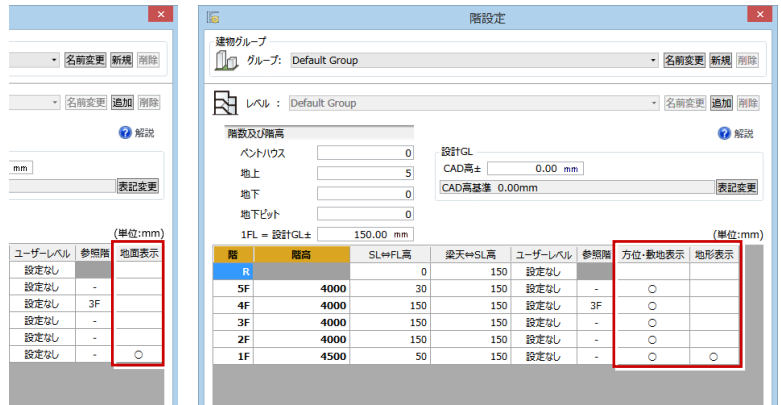 名前変更 新規 削除
名前変更 追加 削除
解説
mm
表記変更
(単位:mm)
ユーザーレベル 参照階 地面表示
設定なし
設定なし -
設定なし 3F
設定なし -
設定なし -
設定なし - ○
階設定
建物グループ
グループ: Default Group 名前変更 新規 削除
レベル : Default Group 名前変更 追加 削除
階数及び階高 解説
ペントハウス 0
地上 5
地下 0
地下ピット 0
1FL = 設計GL± 150.00 mm
設計GL
CAD高± 0.00 mm
CAD高基準 0.00mm 表記変更
(単位:mm)
階 階高 SL⇔FL高 梁天⇔SL高 ユーザーレベル 参照階 方位・敷地表示 地形表示
R 0 150 設定なし
5F 4000 30 150 設定なし - ○
4F 4000 150 150 設定なし 3F ○
3F 4000 150 150 設定なし - ○
2F 4000 150 150 設定なし - ○
1F 4500 50 150 設定なし - ○ ○